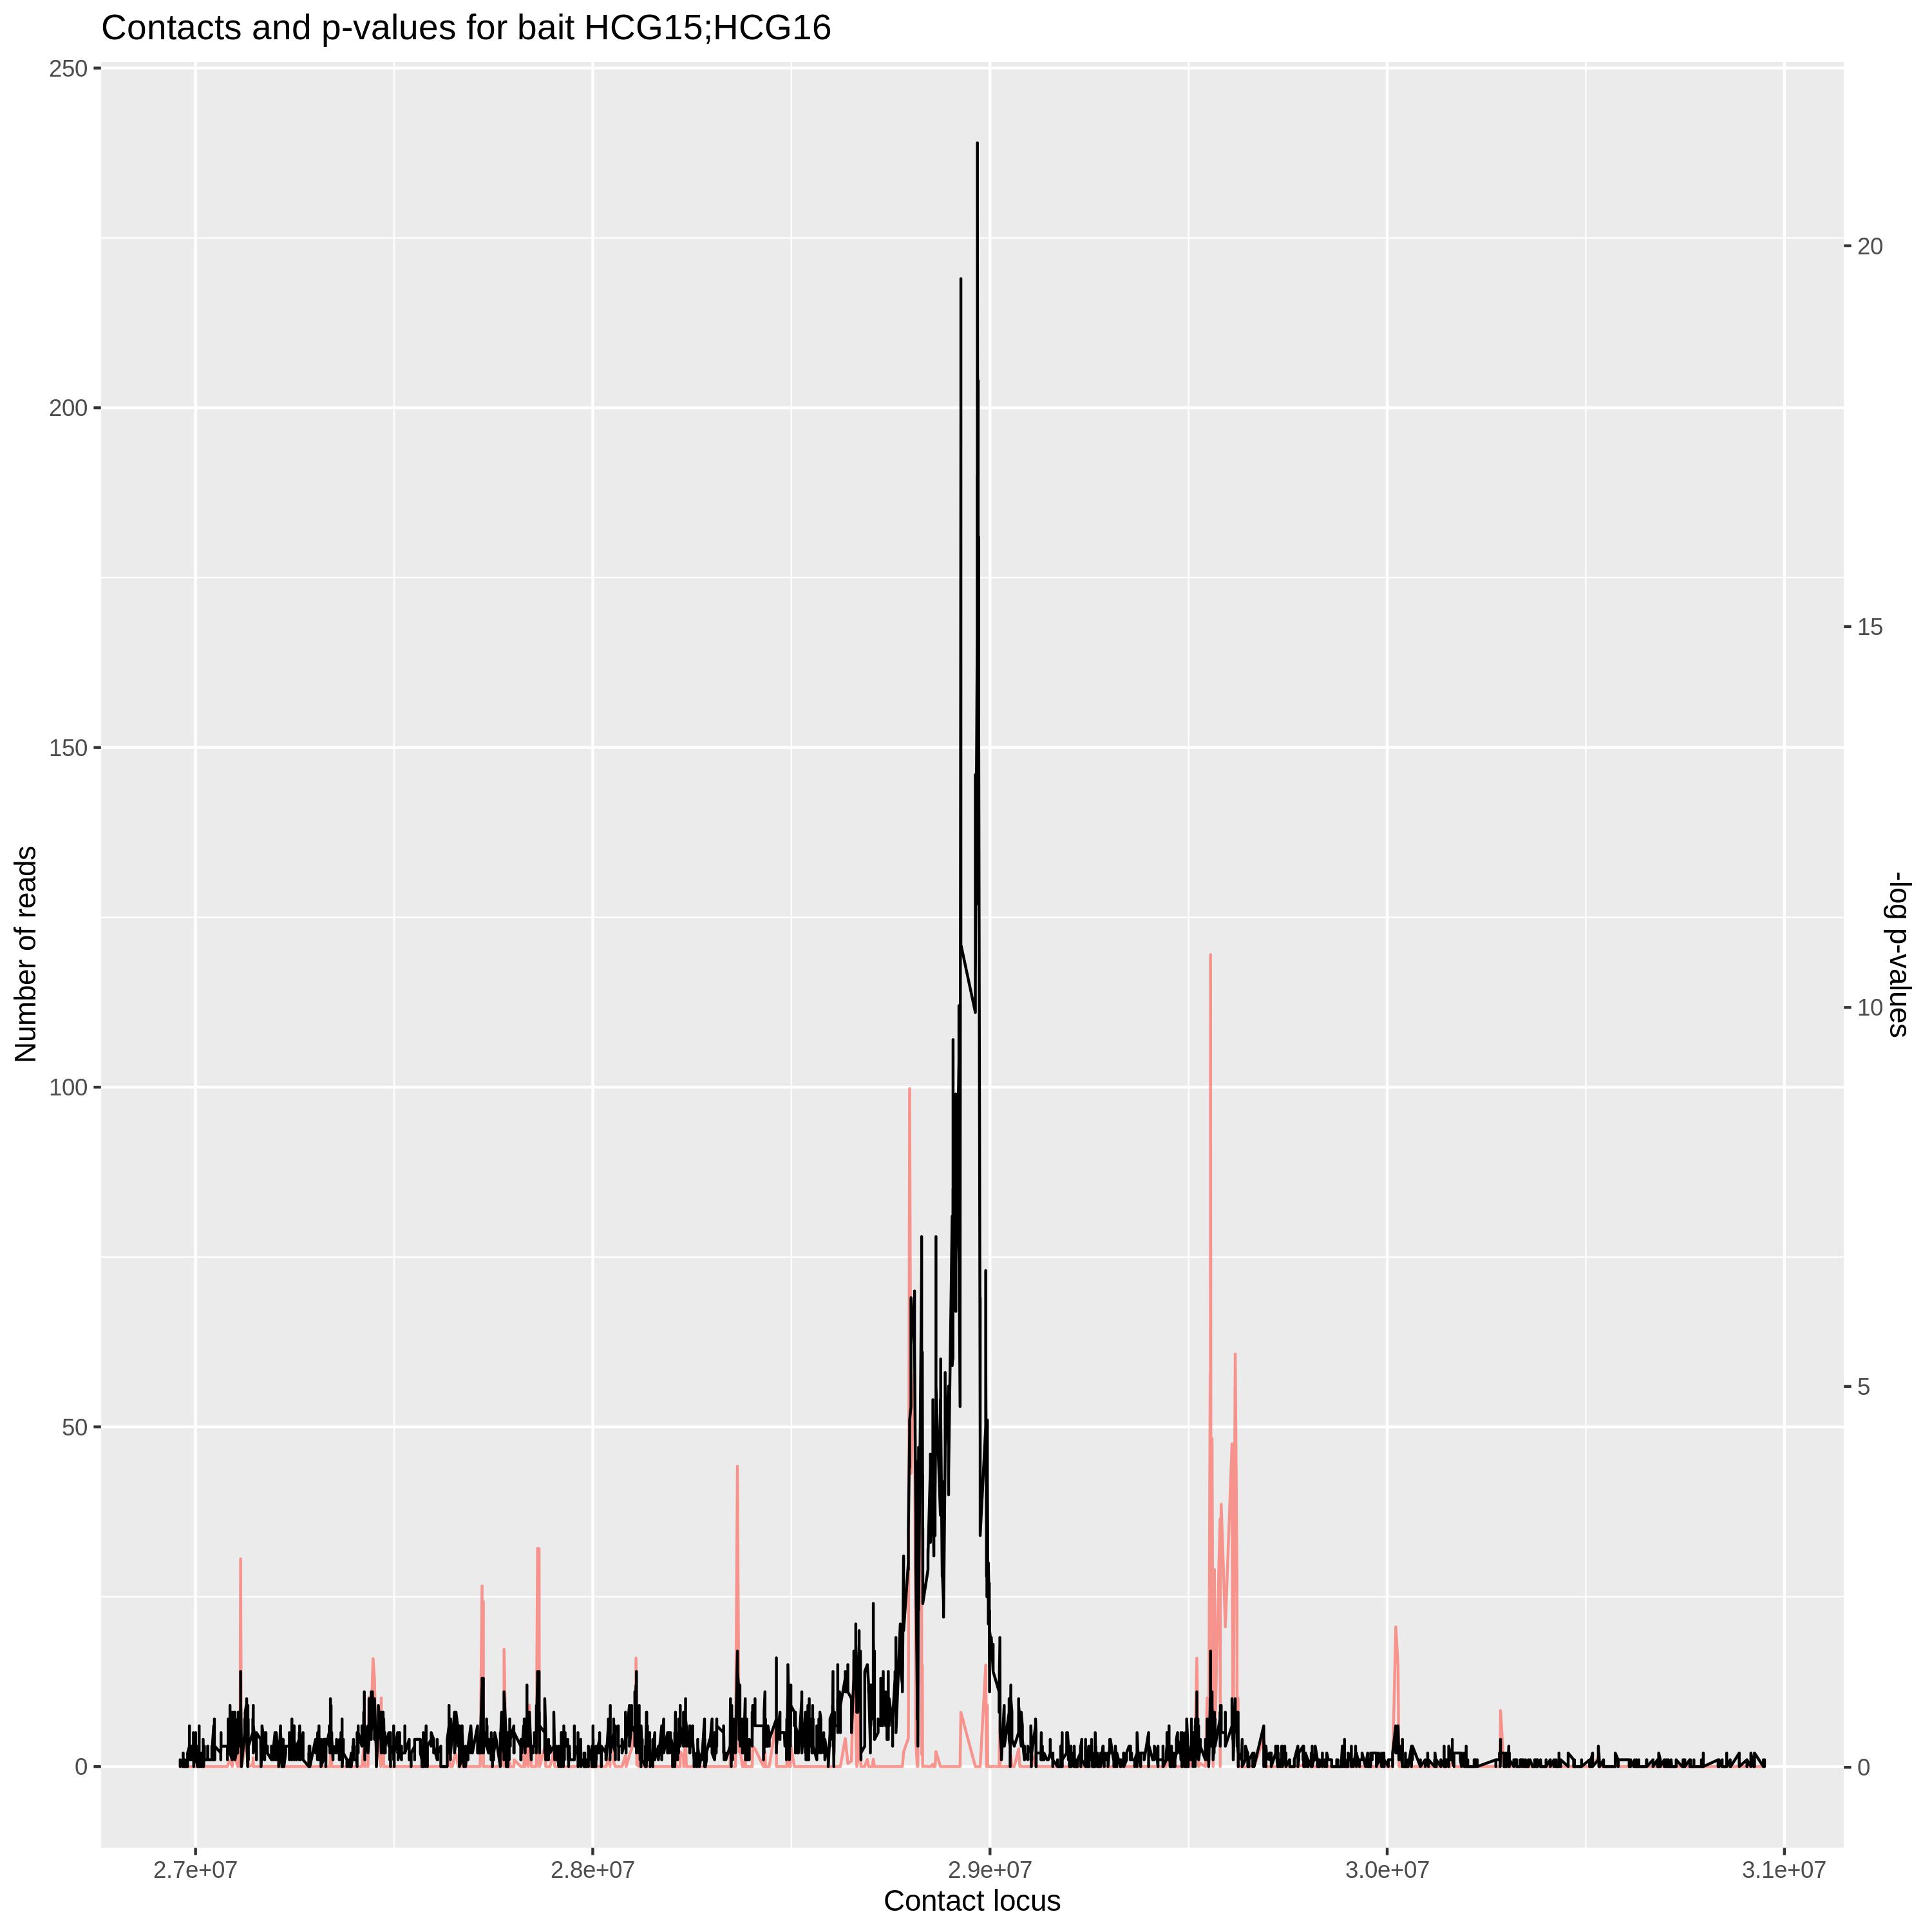 Contacts and p-values for bait HCG15;HCG16
250
200
150
100
50
0
Number of reads
20
15
10
5
0
-log p-values
2.7e+07 2.8e+07 2.9e+07 3.0e+07 3.1e+07
Contact locus